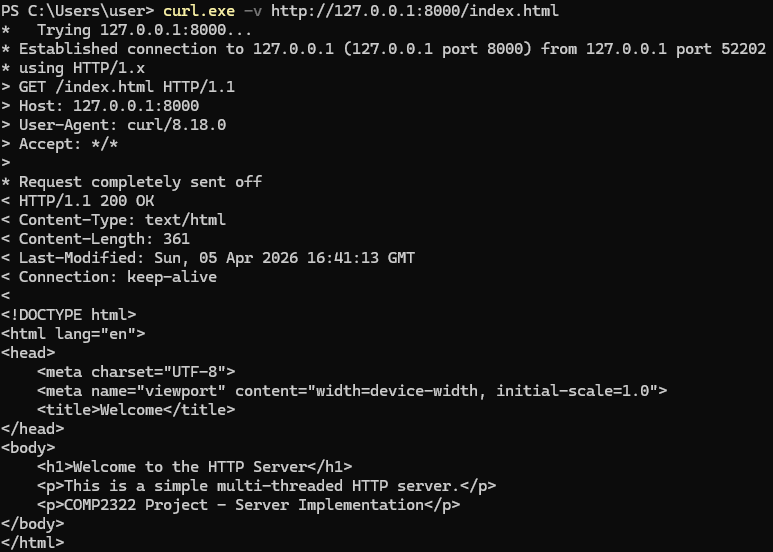 PS C:\Users\user> curl.exe -v http://127.0.0.1:8000/index.html
*   Trying 127.0.0.1:8000...
* Established connection to 127.0.0.1 (127.0.0.1 port 8000) from 127.0.0.1 port 52202
* using HTTP/1.x
> GET /index.html HTTP/1.1
> Host: 127.0.0.1:8000
> User-Agent: curl/8.18.0
> Accept: */*
>
* Request completely sent off
< HTTP/1.1 200 OK
< Content-Type: text/html
< Content-Length: 361
< Last-Modified: Sun, 05 Apr 2026 16:41:13 GMT
< Connection: keep-alive
<
<!DOCTYPE html>
<html lang="en">
<head>
    <meta charset="UTF-8">
    <meta name="viewport" content="width=device-width, initial-scale=1.0">
    <title>Welcome</title>
</head>
<body>
    <h1>Welcome to the HTTP Server</h1>
    <p>This is a simple multi-threaded HTTP server.</p>
    <p>COMP2322 Project - Server Implementation</p>
</body>
</html>